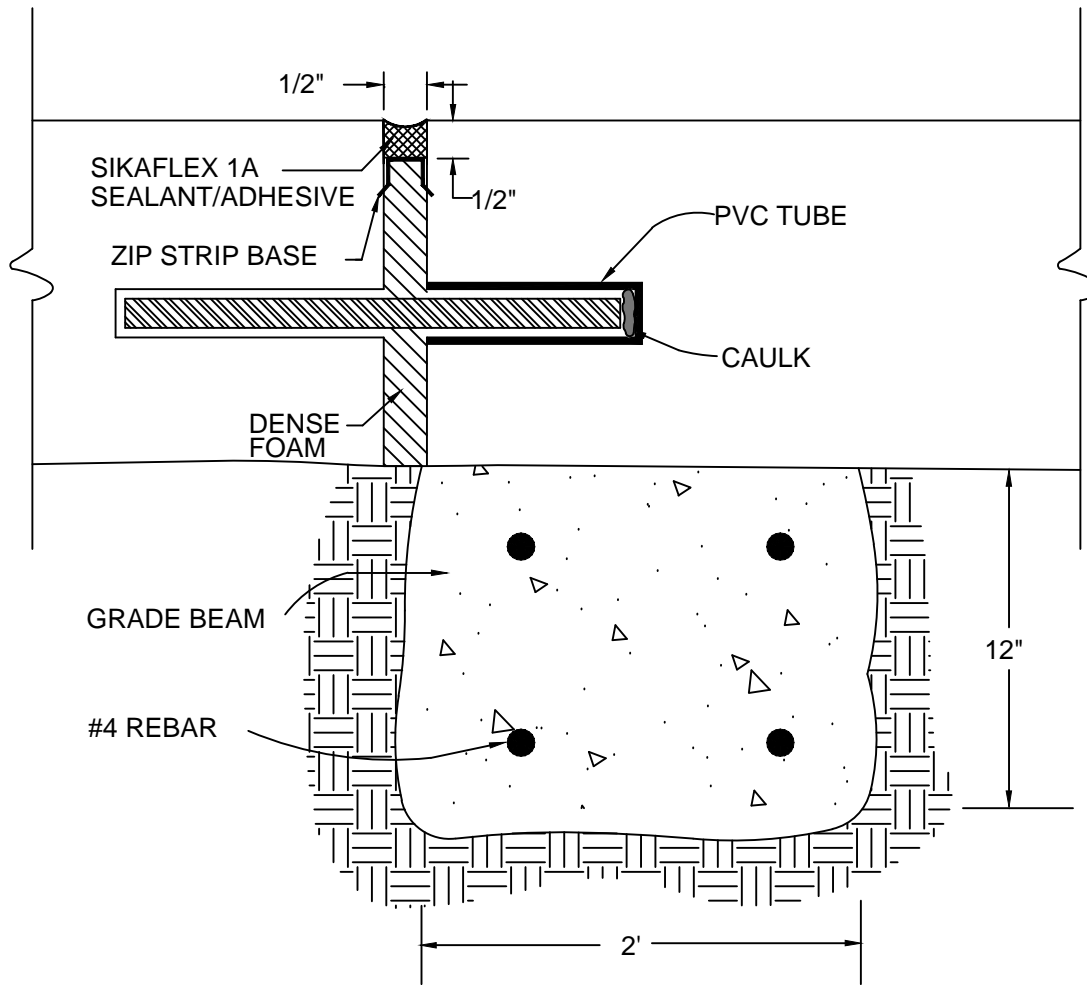 1/2"
SIKAFLEX 1A
SEALANT/ADHESIVE
1/2"
PVC TUBE
ZIP STRIP BASE
CAULK
DENSE
FOAM
GRADE BEAM
12"
#4 REBAR
2'